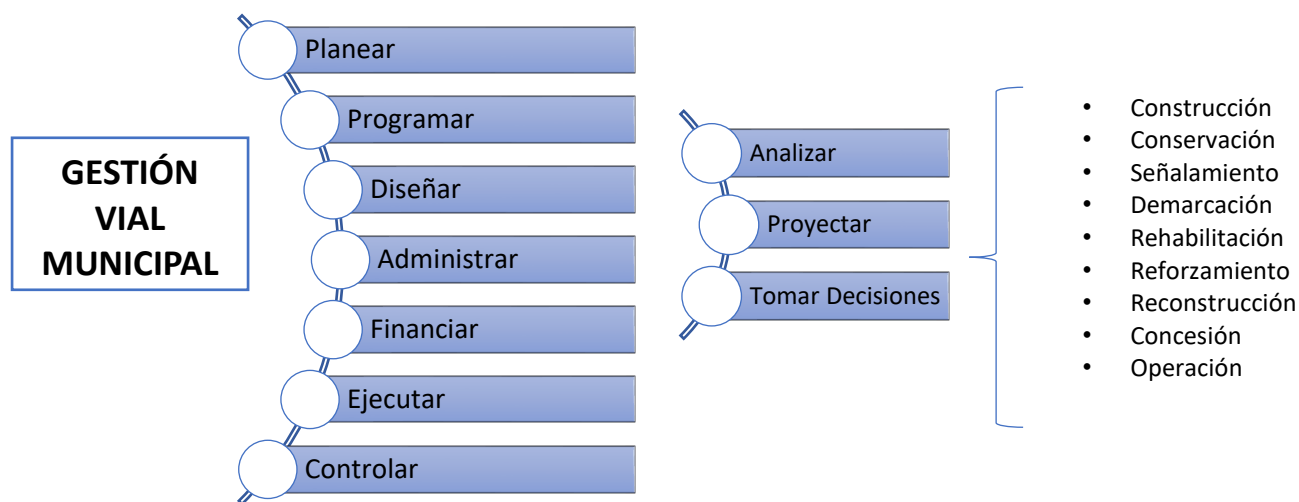 GESTIÓN
VIAL
MUNICIPAL
Planear
Programar
Diseñar
Administrar
Financiar
Ejecutar
Controlar
Analizar
Proyectar
Tomar Decisiones
• Construcción
• Conservación
• Señalamiento
• Demarcación
• Rehabilitación
• Reforzamiento
• Reconstrucción
• Concesión
• Operación